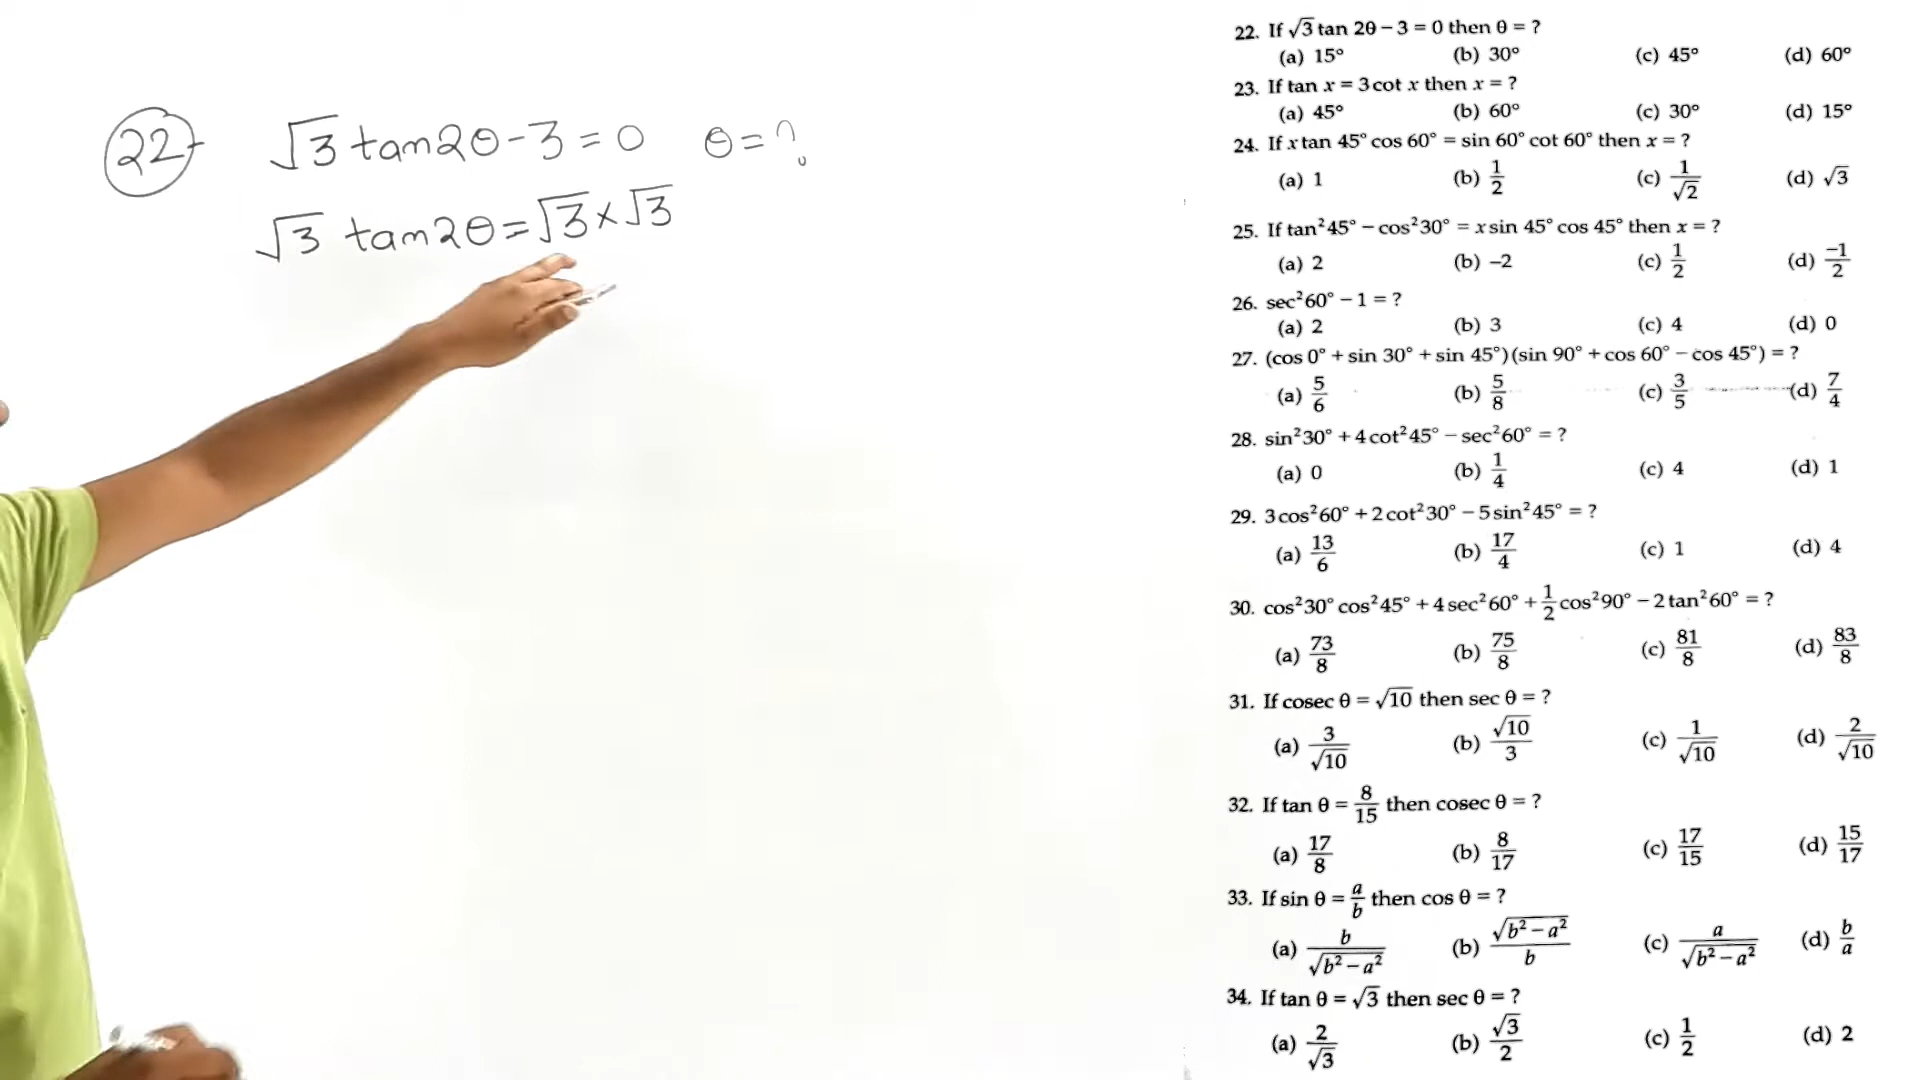 22 √3 tan2θ-3=0 θ=?
√3 tan2θ=√3×√3
22. If √3 tan 2θ − 3 = 0 then θ = ?
(a) 15° (b) 30° (c) 45° (d) 60°
23. If tan x = 3 cot x then x = ?
(a) 45° (b) 60° (c) 30° (d) 15°
24. If x tan 45° cos 60° = sin 60° cot 60° then x = ?
(a) 1 (b) 1/2 (c) 1/√2 (d) √3
25. If tan²45° − cos²30° = x sin 45° cos 45° then x = ?
(a) 2 (b) −2 (c) 1/2 (d) −1/2
26. sec²60° − 1 = ?
(a) 2 (b) 3 (c) 4 (d) 0
27. (cos 0° + sin 30° + sin 45°)(sin 90° + cos 60° − cos 45°) = ?
(a) 5/6 (b) 5/8 (c) 3/5 (d) 7/4
28. sin²30° + 4 cot²45° − sec²60° = ?
(a) 0 (b) 1/4 (c) 4 (d) 1
29. 3 cos²60° + 2 cot²30° − 5 sin²45° = ?
(a) 13/6 (b) 17/4 (c) 1 (d) 4
30. cos²30° cos²45° + 4 sec²60° + 1/2 cos²90° − 2 tan²60° = ?
(a) 73/8 (b) 75/8 (c) 81/8 (d) 83/8
31. If cosec θ = √10 then sec θ = ?
(a) 3/√10 (b) √10/3 (c) 1/√10 (d) 2/√10
32. If tan θ = 8/15 then cosec θ = ?
(a) 17/8 (b) 8/17 (c) 17/15 (d) 15/17
33. If sin θ = a/b then cos θ = ?
(a) b/√(b² − a²) (b) √(b² − a²)/b (c) a/√(b² − a²) (d) b/a
34. If tan θ = √3 then sec θ = ?
(a) 2/√3 (b) √3/2 (c) 1/2 (d) 2